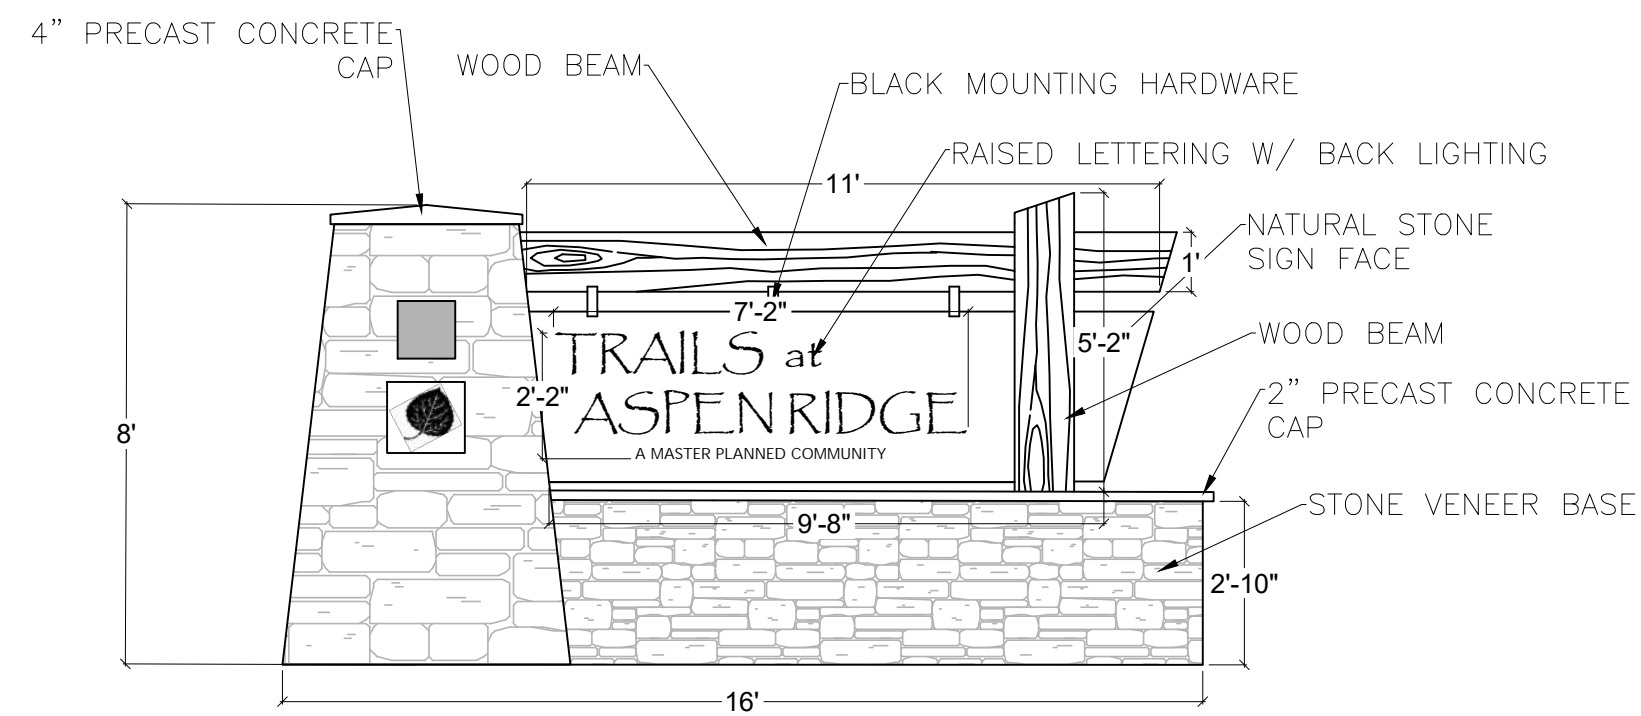 4” PRECAST CONCRETE
CAP
WOOD BEAM
BLACK MOUNTING HARDWARE
RAISED LETTERING W/ BACK LIGHTING
11'
NATURAL STONE
SIGN FACE
1'
7'-2"
TRAILS at
5'-2"
WOOD BEAM
2'-2"
ASPEN RIDGE
2” PRECAST CONCRETE
CAP
8'
A MASTER PLANNED COMMUNITY
STONE VENEER BASE
9'-8"
2'-10"
16'